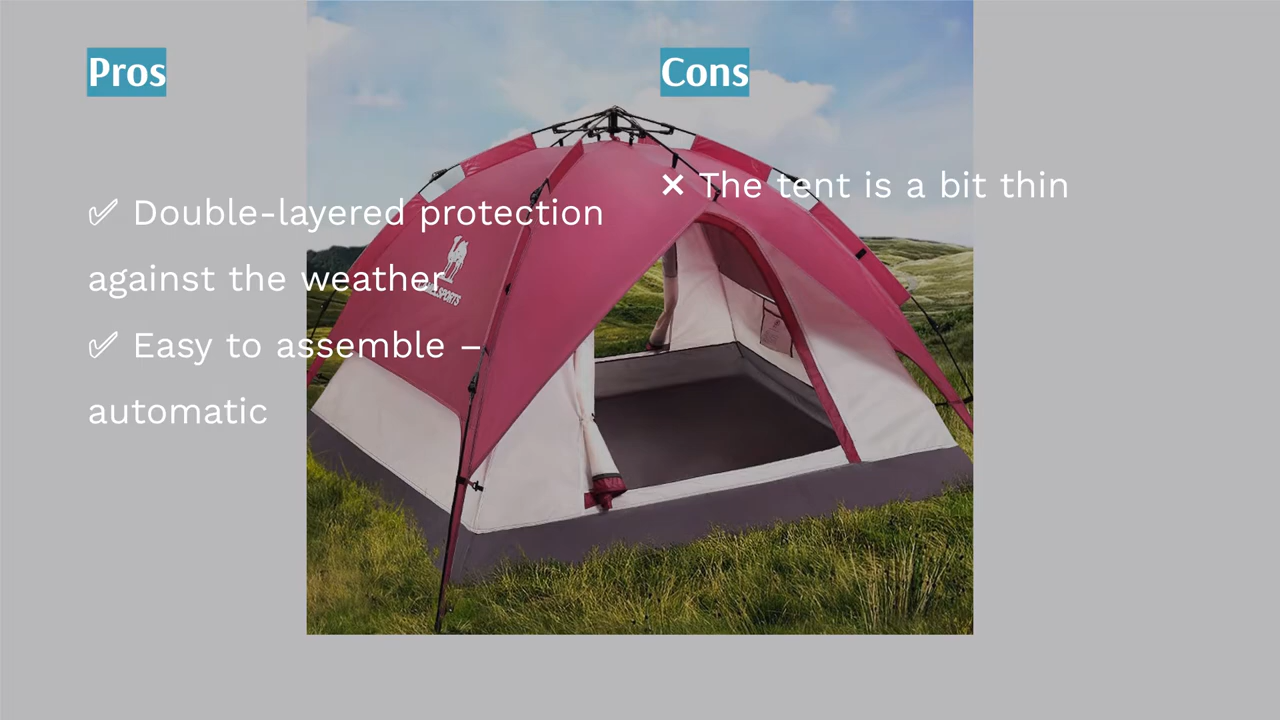 Pros
✅ Double-layered protection
against the weather
✅ Easy to assemble –
automatic
Cons
❌ The tent is a bit thin